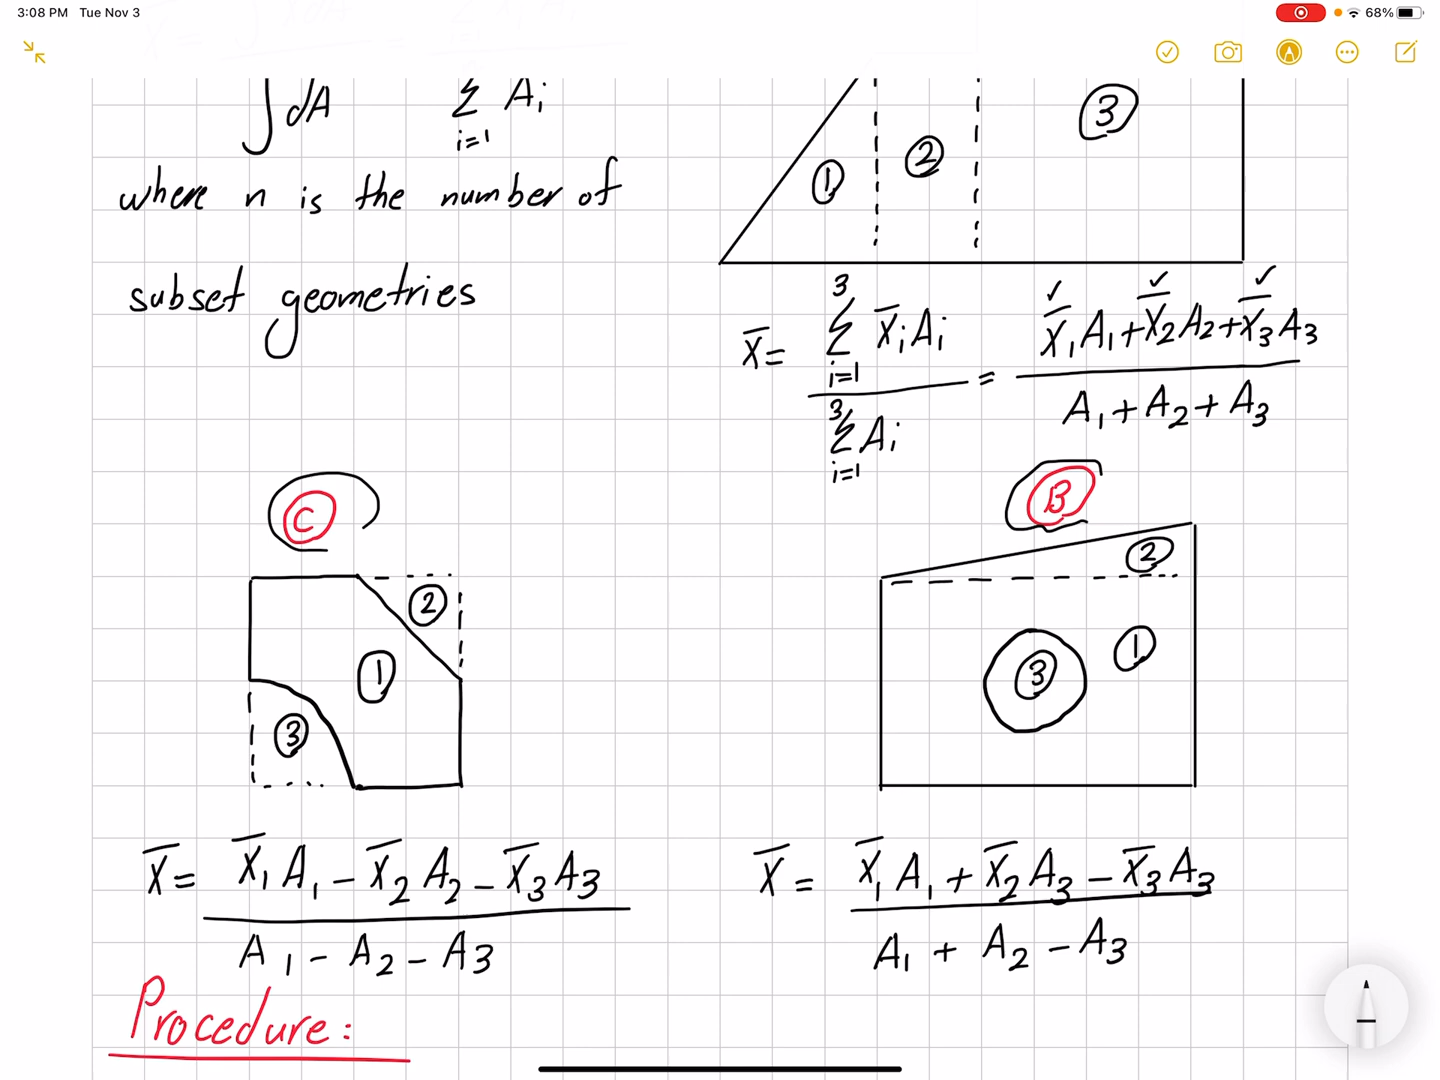 3:08 PM Tue Nov 3
68%
∫dA
Σ Ai
i=1
where n is the number of
subset geometries
① ② ③
3 3
X̄ = Σ X̄iAi / Σ Ai = X̄1A1+X̄2A2+X̄3A3 / A1+A2+A3
i=1 i=1
Ⓒ
②
①
③
X̄ = X̄1A1 - X̄2A2 - X̄3A3 / A1 - A2 - A3
Ⓑ
②
③ ①
X̄ = X̄1A1 + X̄2A3 - X̄3A3 / A1 + A2 - A3
Procedure: